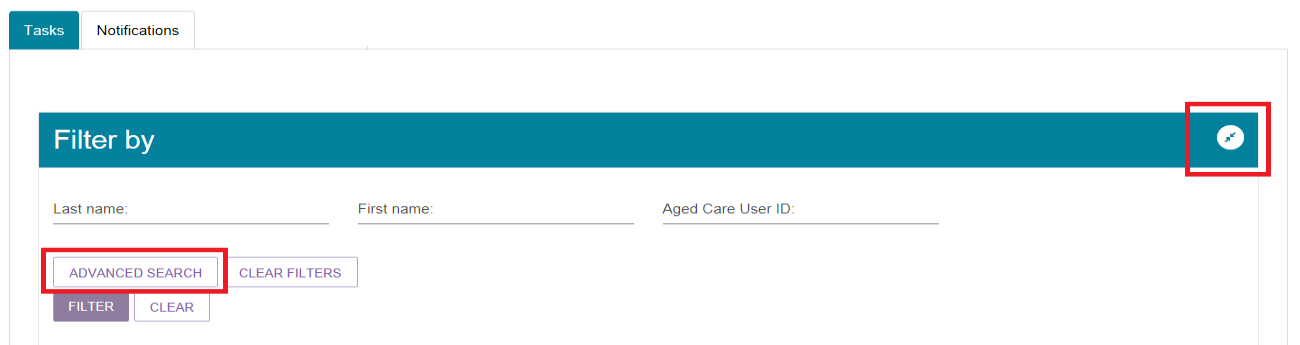 Tasks Notifications
Filter by
Last name: First name: Aged Care User ID:
ADVANCED SEARCH CLEAR FILTERS
FILTER CLEAR